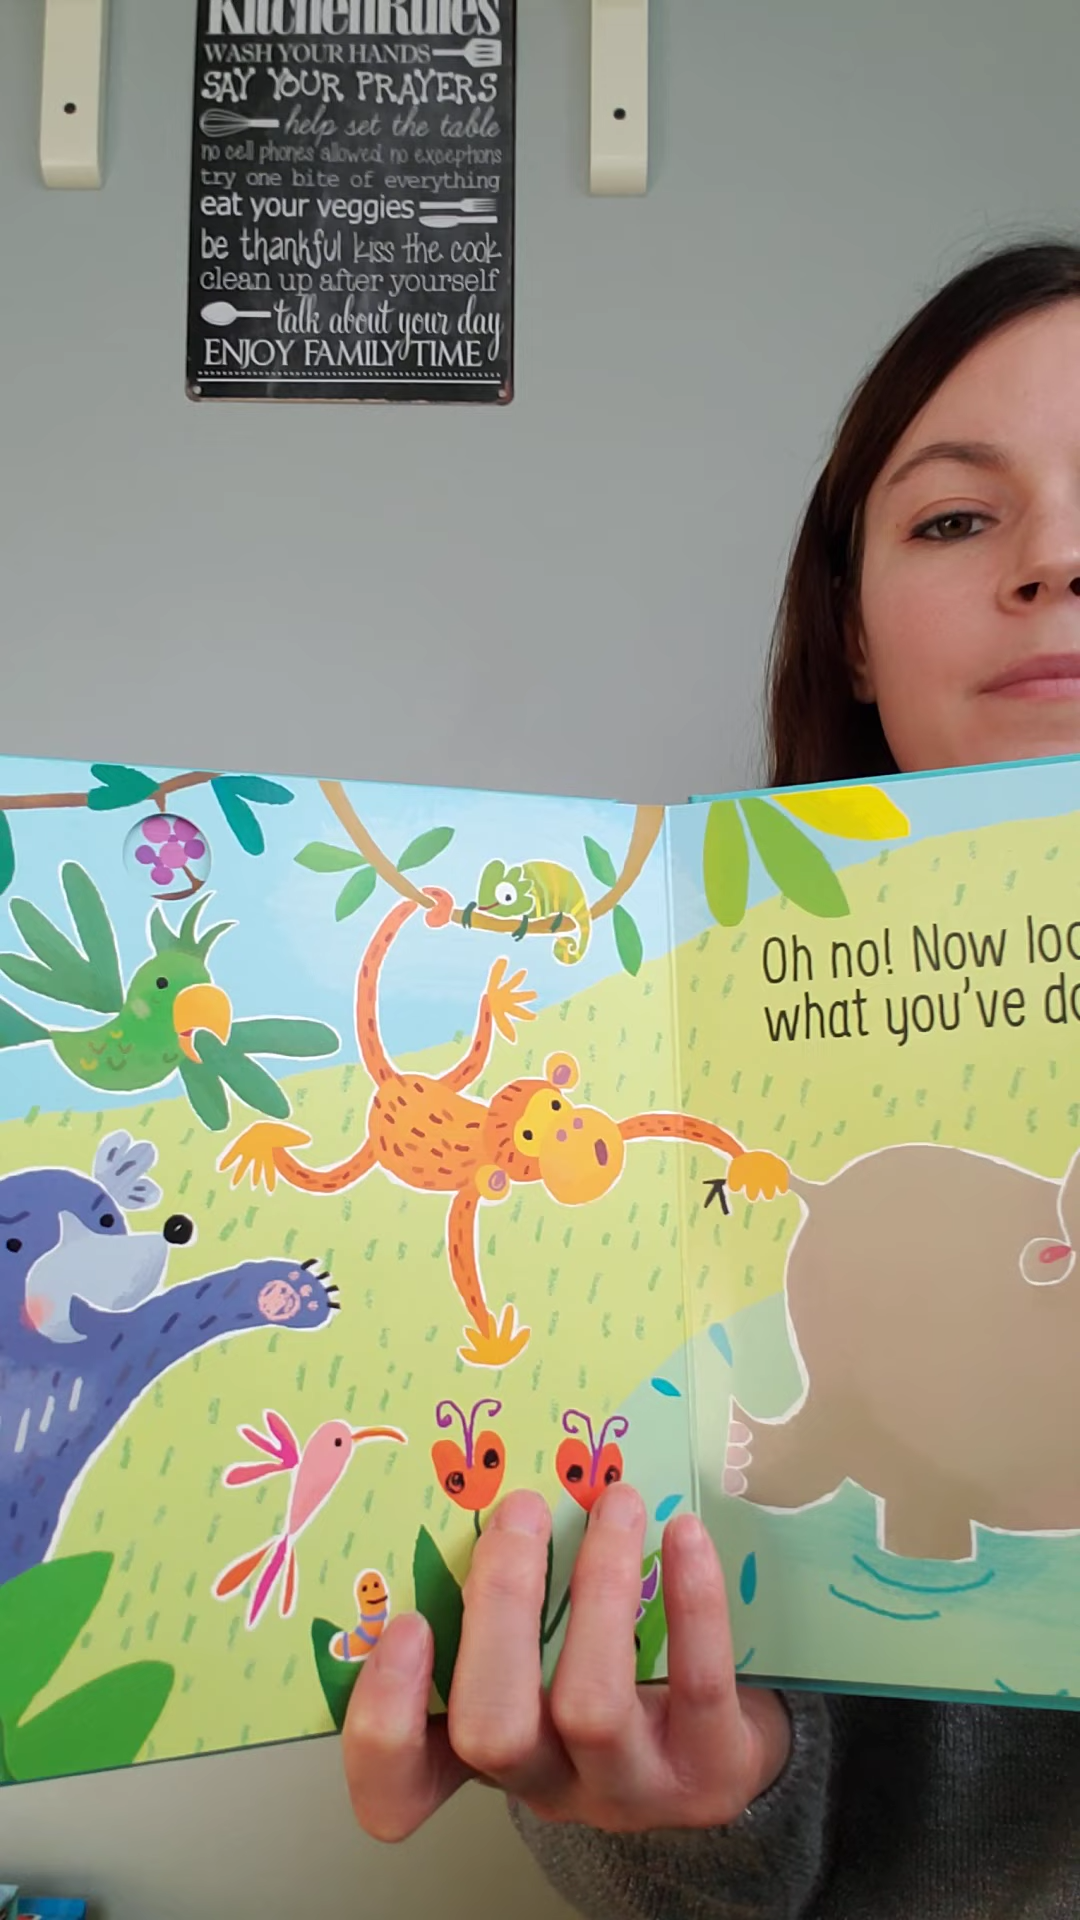 KitchenRules
WASH YOUR HANDS
SAY YOUR PRAYERS
help set the table
no cell phones allowed, no exceptions
try one bite of everything
eat your veggies
be thankful kiss the cook
clean up after yourself
talk about your day
ENJOY FAMILY TIME
Oh no! Now
what you've